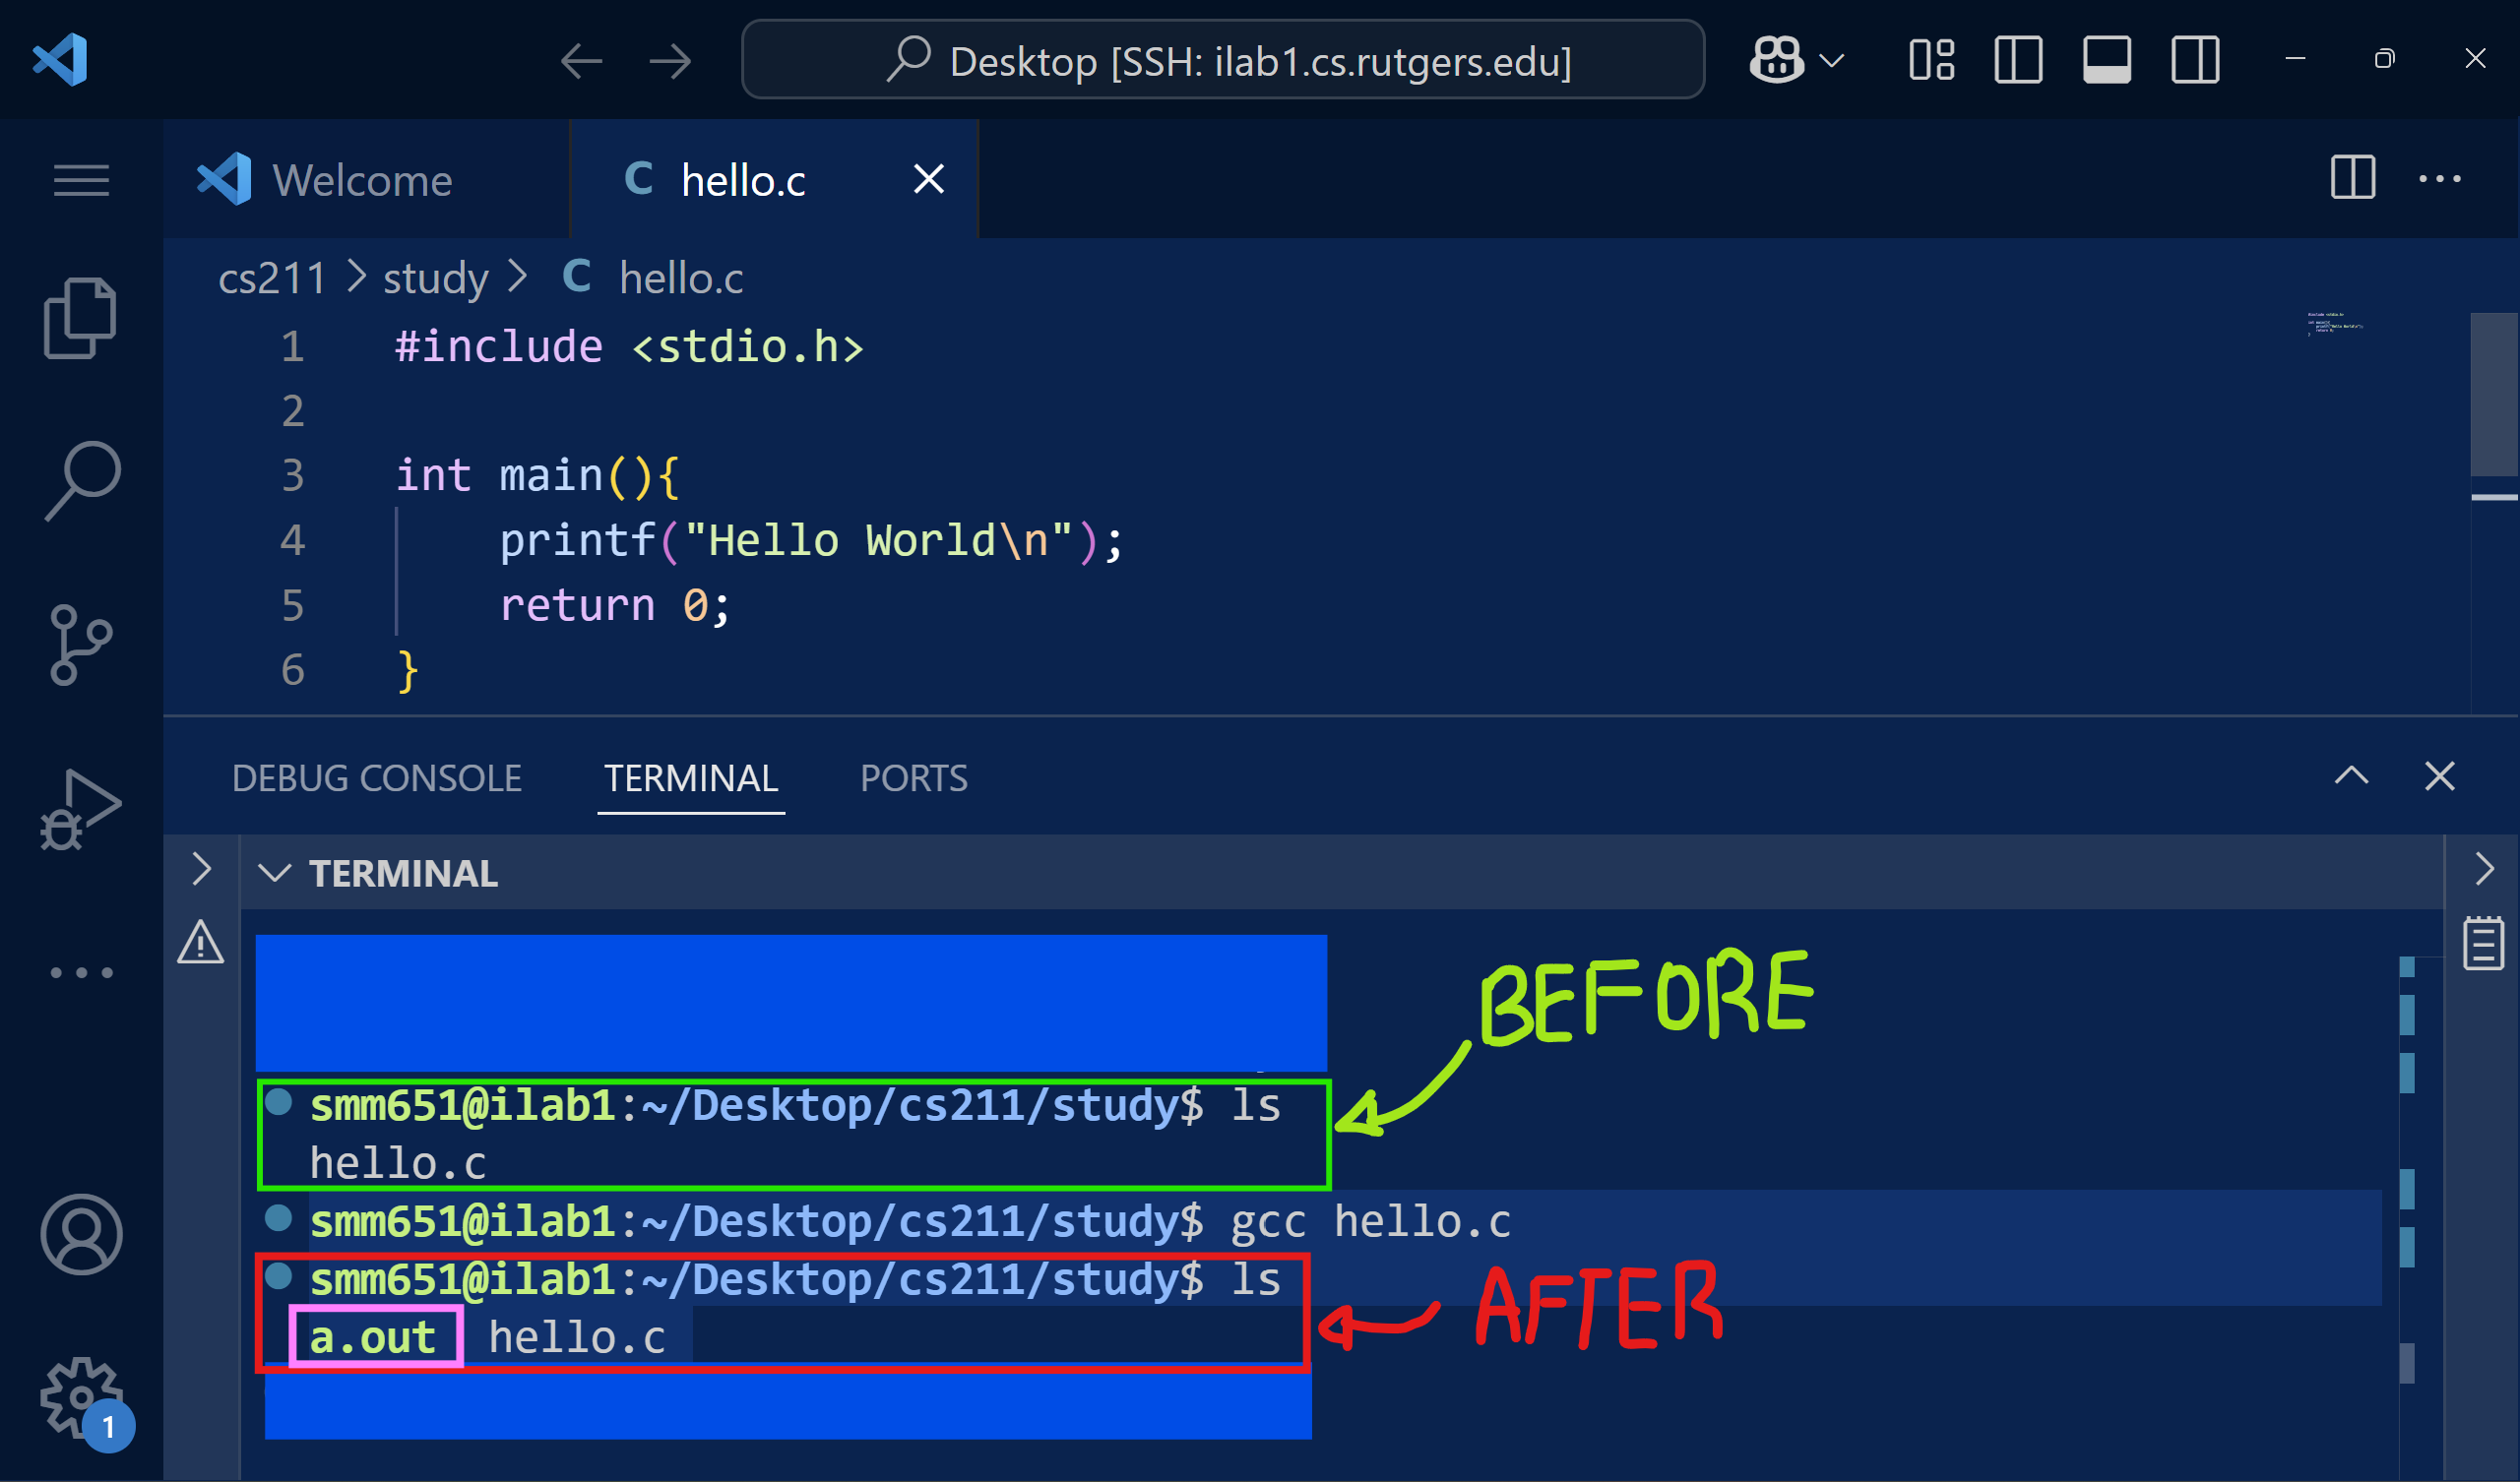 Desktop [SSH: ilab1.cs.rutgers.edu]
Welcome
C hello.c
cs211 > study > C hello.c
1 #include <stdio.h>
2
3 int main(){
4     printf("Hello World\n");
5     return 0;
6 }
DEBUG CONSOLE TERMINAL PORTS
TERMINAL
BEFORE
smm651@ilab1:~/Desktop/cs211/study$ ls
hello.c
smm651@ilab1:~/Desktop/cs211/study$ gcc hello.c
smm651@ilab1:~/Desktop/cs211/study$ ls
AFTER
a.out hello.c
1